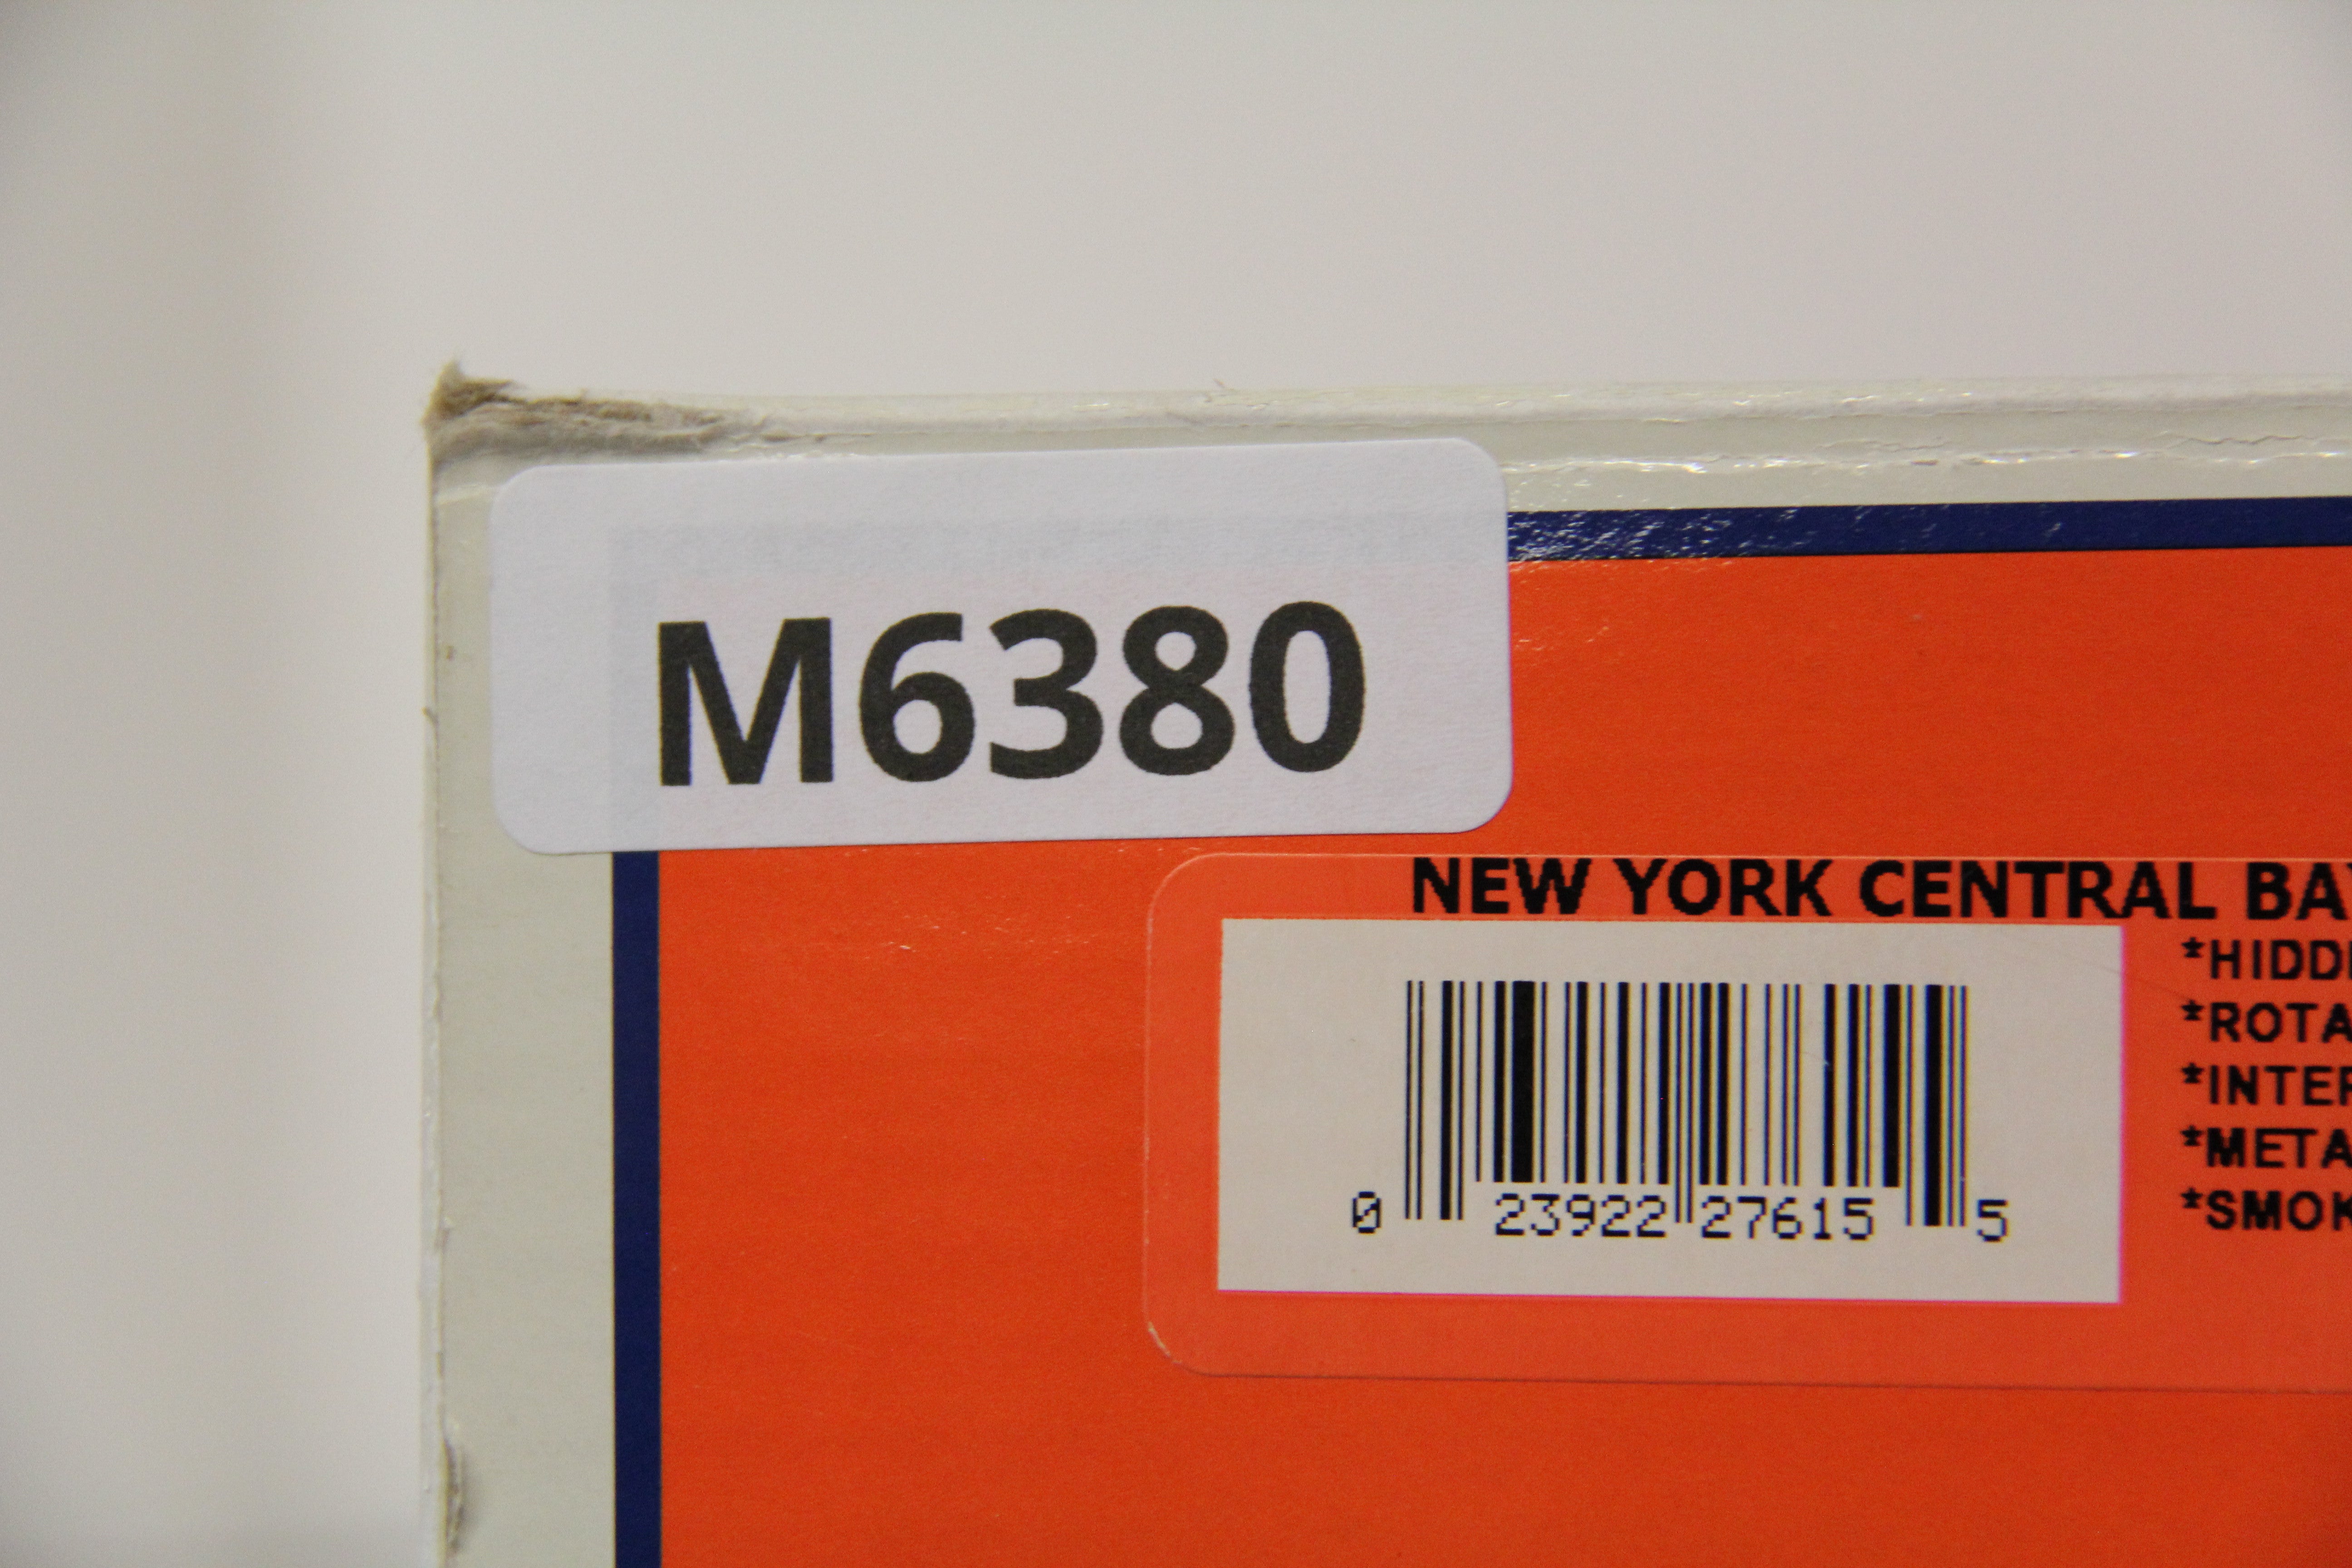 M6380
NEW YORK CENTRAL BA
*HIDD
*ROTA
*INTER
*META
*SMOK
0 23922 27615 5